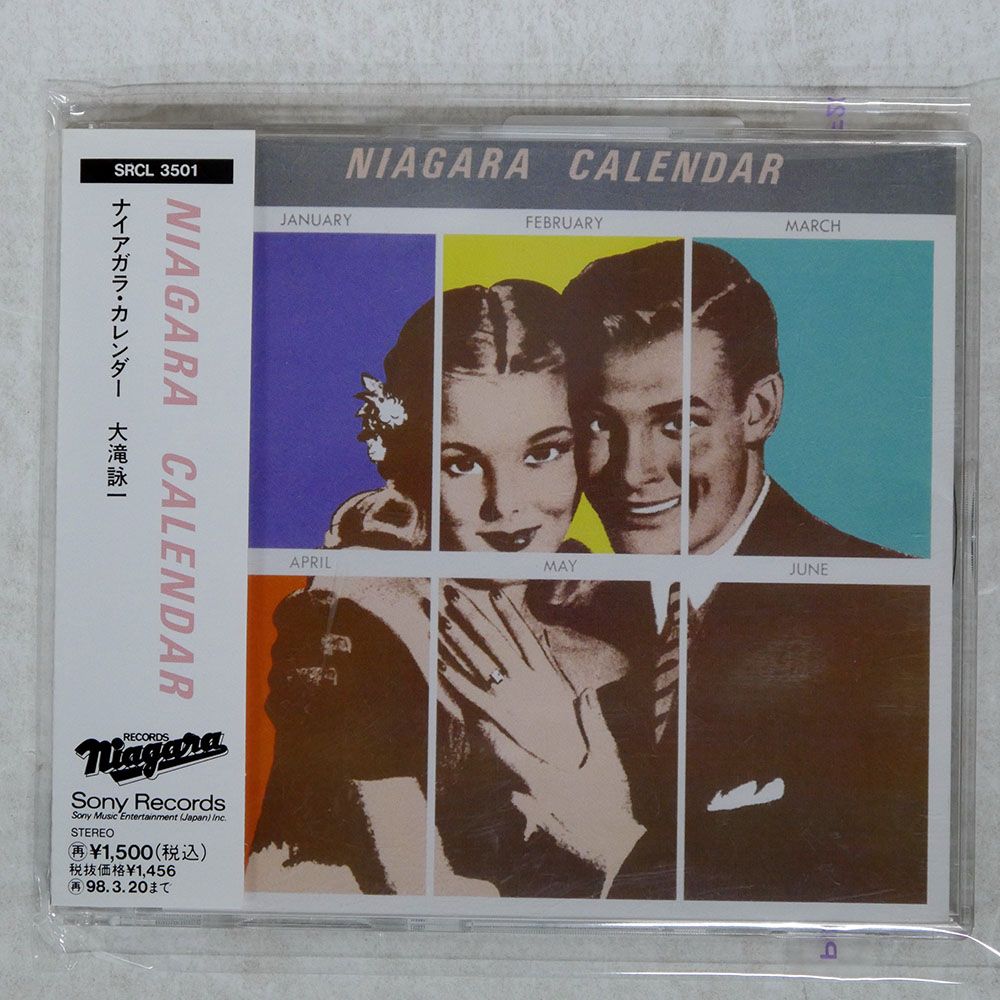 SRCL 3501
NIAGARA CALENDAR
ナイアガラ・カレンダー 大滝詠一
RECORDS
Niagara
Sony Records
Sony Music Entertainment (Japan) Inc.
STEREO
再¥1,500(税込)
税抜価格¥1,456
再98.3.20まで
NIAGARA CALENDAR
JANUARY FEBRUARY MARCH
APRIL MAY JUNE